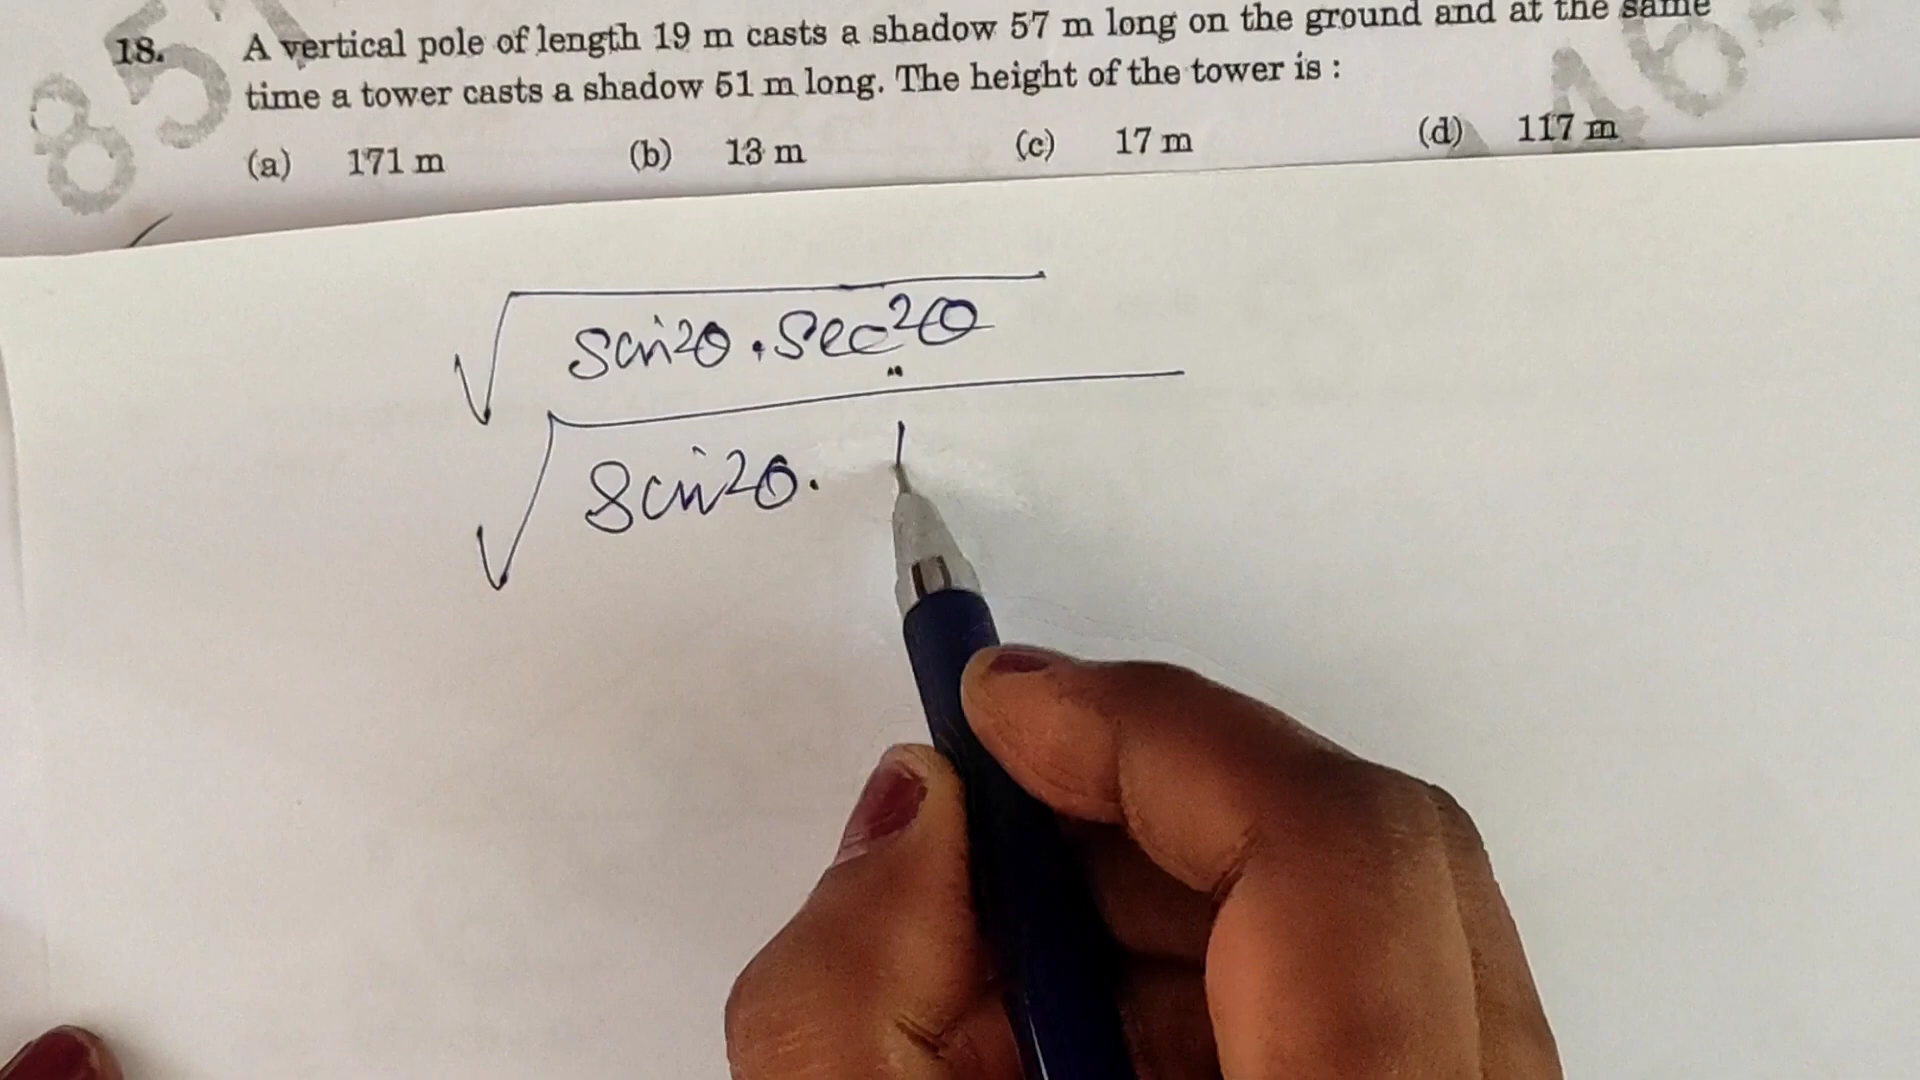 18. A vertical pole of length 19 m casts a shadow 57 m long on the ground and at the same
time a tower casts a shadow 51 m long. The height of the tower is :
(a) 171 m (b) 13 m (c) 17 m (d) 117 m
√sin²θ . sec²θ
√sin²θ . 1